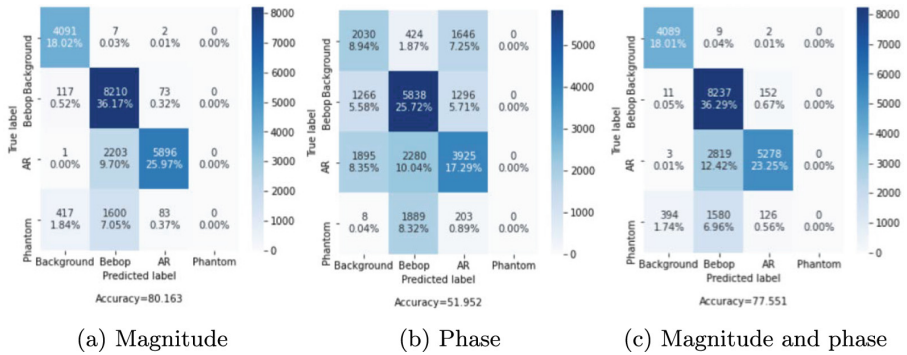 4091 7 2 0
18.02% 0.03% 0.01% 0.00%
117 8210 73 0
0.52% 36.17% 0.32% 0.00%
1 2203 5896 0
0.00% 9.70% 25.97% 0.00%
417 1600 83 0
1.84% 7.05% 0.37% 0.00%
True label
Background
Bebop
AR
Phantom
Background Bebop AR Phantom
Predicted label
Accuracy=80.163
8000
7000
6000
5000
4000
3000
2000
1000
0
(a) Magnitude
2030 424 1646 0
8.94% 1.87% 7.25% 0.00%
1266 5838 1296 0
5.58% 25.72% 5.71% 0.00%
1895 2280 3925 0
8.35% 10.04% 17.29% 0.00%
8 1889 203 0
0.04% 8.32% 0.89% 0.00%
True label
Background
Bebop
AR
Phantom
Background Bebop AR Phantom
Predicted label
Accuracy=51.952
5000
4000
3000
2000
1000
0
(b) Phase
4089 9 2 0
18.01% 0.04% 0.01% 0.00%
11 8237 152 0
0.05% 36.29% 0.67% 0.00%
3 2819 5278 0
0.01% 12.42% 23.25% 0.00%
394 1580 126 0
1.74% 6.96% 0.56% 0.00%
True label
Background
Bebop
AR
Phantom
Background Bebop AR Phantom
Predicted label
Accuracy=77.551
8000
7000
6000
5000
4000
3000
2000
1000
0
(c) Magnitude and phase